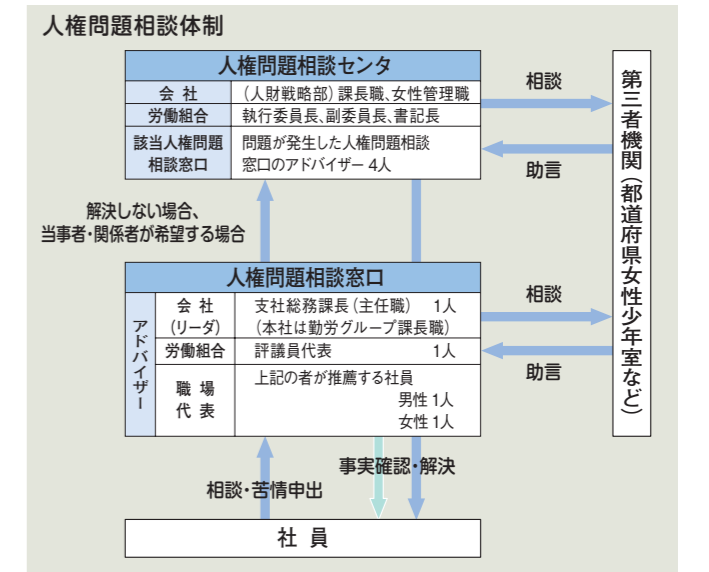 人権問題相談体制
人権問題相談センタ
会 社
(人財戦略部)課長職、女性管理職
労働組合
執行委員長、副委員長、書記長
該当人権問題
相談窓口
問題が発生した人権問題相談
窓口のアドバイザー 4人
相談
助言
第三者機関(都道府県女性少年室など)
解決しない場合、
当事者・関係者が希望する場合
人権問題相談窓口
アドバイザー
会 社
(リーダ)
支社総務課長(主任職) 1人
(本社は勤労グループ課長職)
労働組合
評議員代表 1人
職 場
代 表
上記の者が推薦する社員
男性 1人
女性 1人
相談
助言
相談・苦情申出
事実確認・解決
社 員